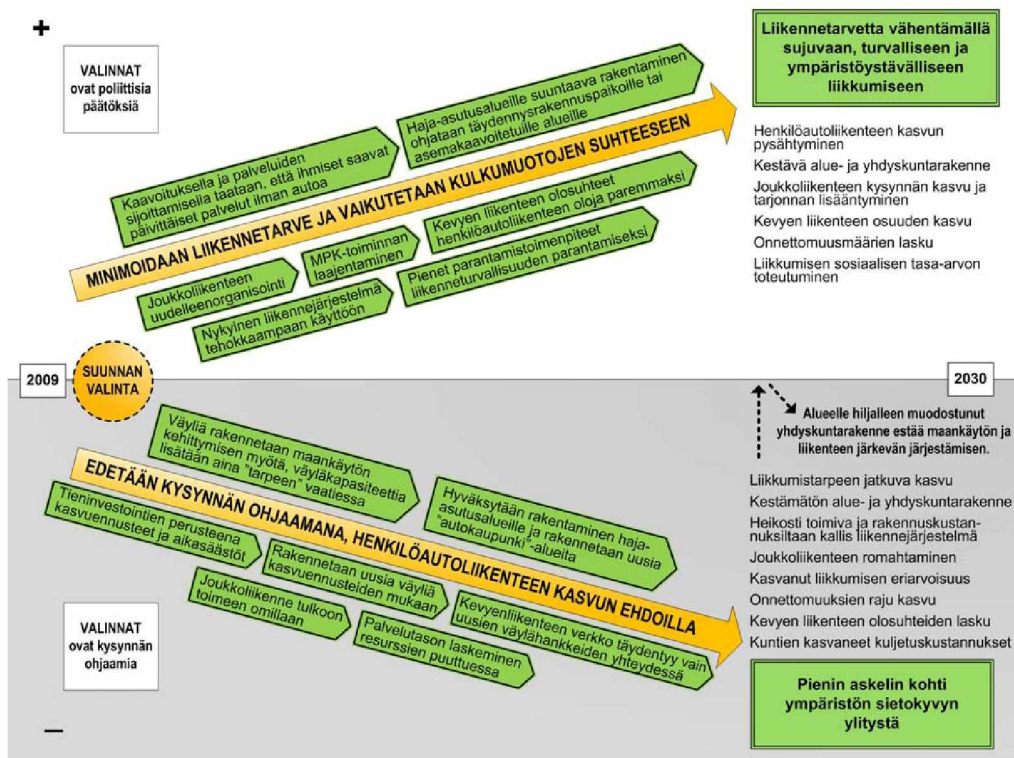 +
VALINNAT
ovat poliittisia
päätöksiä
Liikennetarvetta vähentämällä
sujuvaan, turvalliseen ja
ympäristöystävälliseen
liikkumiseen
Kaavoituksella ja palveluiden
sijoittamisella taataan, että ihmiset saavat
päivittäiset palvelut ilman autoa
Haja-asutusalueille suuntaava rakentaminen
ohjataan täydennysrakennuspaikoille tai
asemakaavoitetuille alueille
MINIMOIDAAN LIIKENNETARVE JA VAIKUTETAAN KULKUMUOTOJEN SUHTEESEEN
Joukkoliikenteen
uudelleenorganisointi
MPK-toiminnan
laajentaminen
Kevyen liikenteen olosuhteet
henkilöautoliikenteen oloja paremmaksi
Nykyinen liikennejärjestelmä
tehokkaampaan käyttöön
Pienet parantamistoimenpiteet
liikenneturvallisuuden parantamiseksi
Henkilöautoliikenteen kasvun
pysähtyminen
Kestävä alue- ja yhdyskuntarakenne
Joukkoliikenteen kysynnän kasvu ja
tarjonnan lisääntyminen
Kevyen liikenteen osuuden kasvu
Onnettomuusmäärien lasku
Liikkumisen sosiaalisen tasa-arvon
toteutuminen
2009
SUUNNAN
VALINTA
2030
Alueelle hiljalleen muodostunut
yhdyskuntarakenne estää maankäytön ja
liikenteen järkevän järjestämisen.
Väyliä rakennetaan maankäytön
kehittymisen myötä, väyläkapasiteettia
lisätään aina "tarpeen" vaatiessa
Hyväksytään rakentaminen haja-
asutusalueille ja rakennetaan uusia
"autokaupunki"-alueita
EDETÄÄN KYSYNNÄN OHJAAMANA, HENKILÖAUTOLIIKENTEEN KASVUN EHDOILLA
Tieninvestointien perusteena
kasvuennusteet ja aikasäästöt
Rakennetaan uusia väyliä
kasvuennusteiden mukaan
Kevyenliikenteen verkko täydentyy vain
uusien väylähankkeiden yhteydessä
Joukkoliikenne tulkoon
toimeen omillaan
Palvelutason laskeminen
resurssien puuttuessa
Liikkumistarpeen jatkuva kasvu
Kestämätön alue- ja yhdyskuntarakenne
Heikosti toimiva ja rakennuskustan-
nuksiltaan kallis liikennejärjestelmä
Joukkoliikenteen romahtaminen
Kasvanut liikkumisen eriarvoisuus
Onnettomuuksien raju kasvu
Kevyen liikenteen olosuhteiden lasku
Kuntien kasvaneet kuljetuskustannukset
VALINNAT
ovat kysynnän
ohjaamia
Pienin askelin kohti
ympäristön sietokyvyn
ylitystä
–